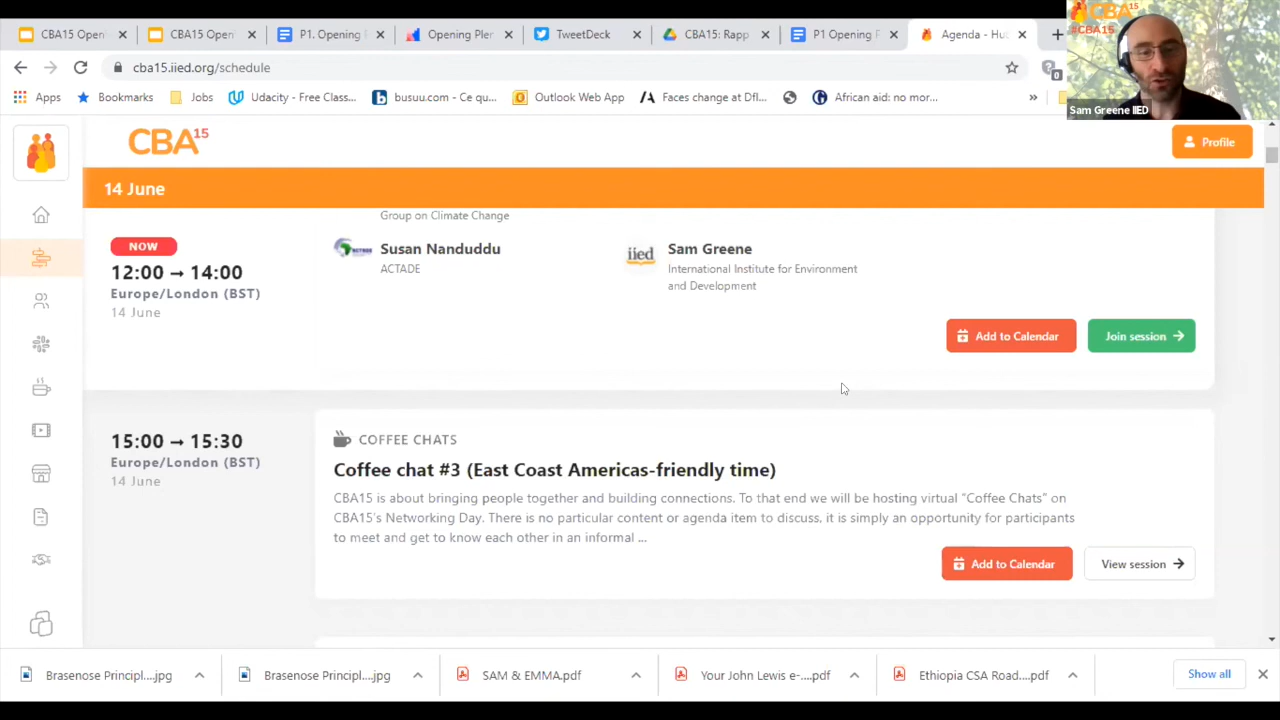 CBA15 Open
CBA15 Open
P1. Opening
Opening Plen
TweetDeck
CBA15: Rapp
P1 Opening P
Agenda - Hu
CBA15
#CBA15
cba15.iied.org/schedule
0
Apps
Bookmarks
Jobs
Udacity - Free Class...
busuu.com - Ce qu...
Outlook Web App
Faces change at Dfl...
African aid: no mor...
Sam Greene IIED
CBA15
Profile
14 June
Group on Climate Change
NOW
12:00 → 14:00
Europe/London (BST)
14 June
Susan Nanduddu
ACTADE
iied
Sam Greene
International Institute for Environment
and Development
Add to Calendar
Join session
15:00 → 15:30
Europe/London (BST)
14 June
COFFEE CHATS
Coffee chat #3 (East Coast Americas-friendly time)
CBA15 is about bringing people together and building connections. To that end we will be hosting virtual "Coffee Chats" on
CBA15's Networking Day. There is no particular content or agenda item to discuss, it is simply an opportunity for participants
to meet and get to know each other in an informal ...
Add to Calendar
View session
Brasenose Principl....jpg
Brasenose Principl....jpg
SAM & EMMA.pdf
Your John Lewis e-....pdf
Ethiopia CSA Road....pdf
Show all